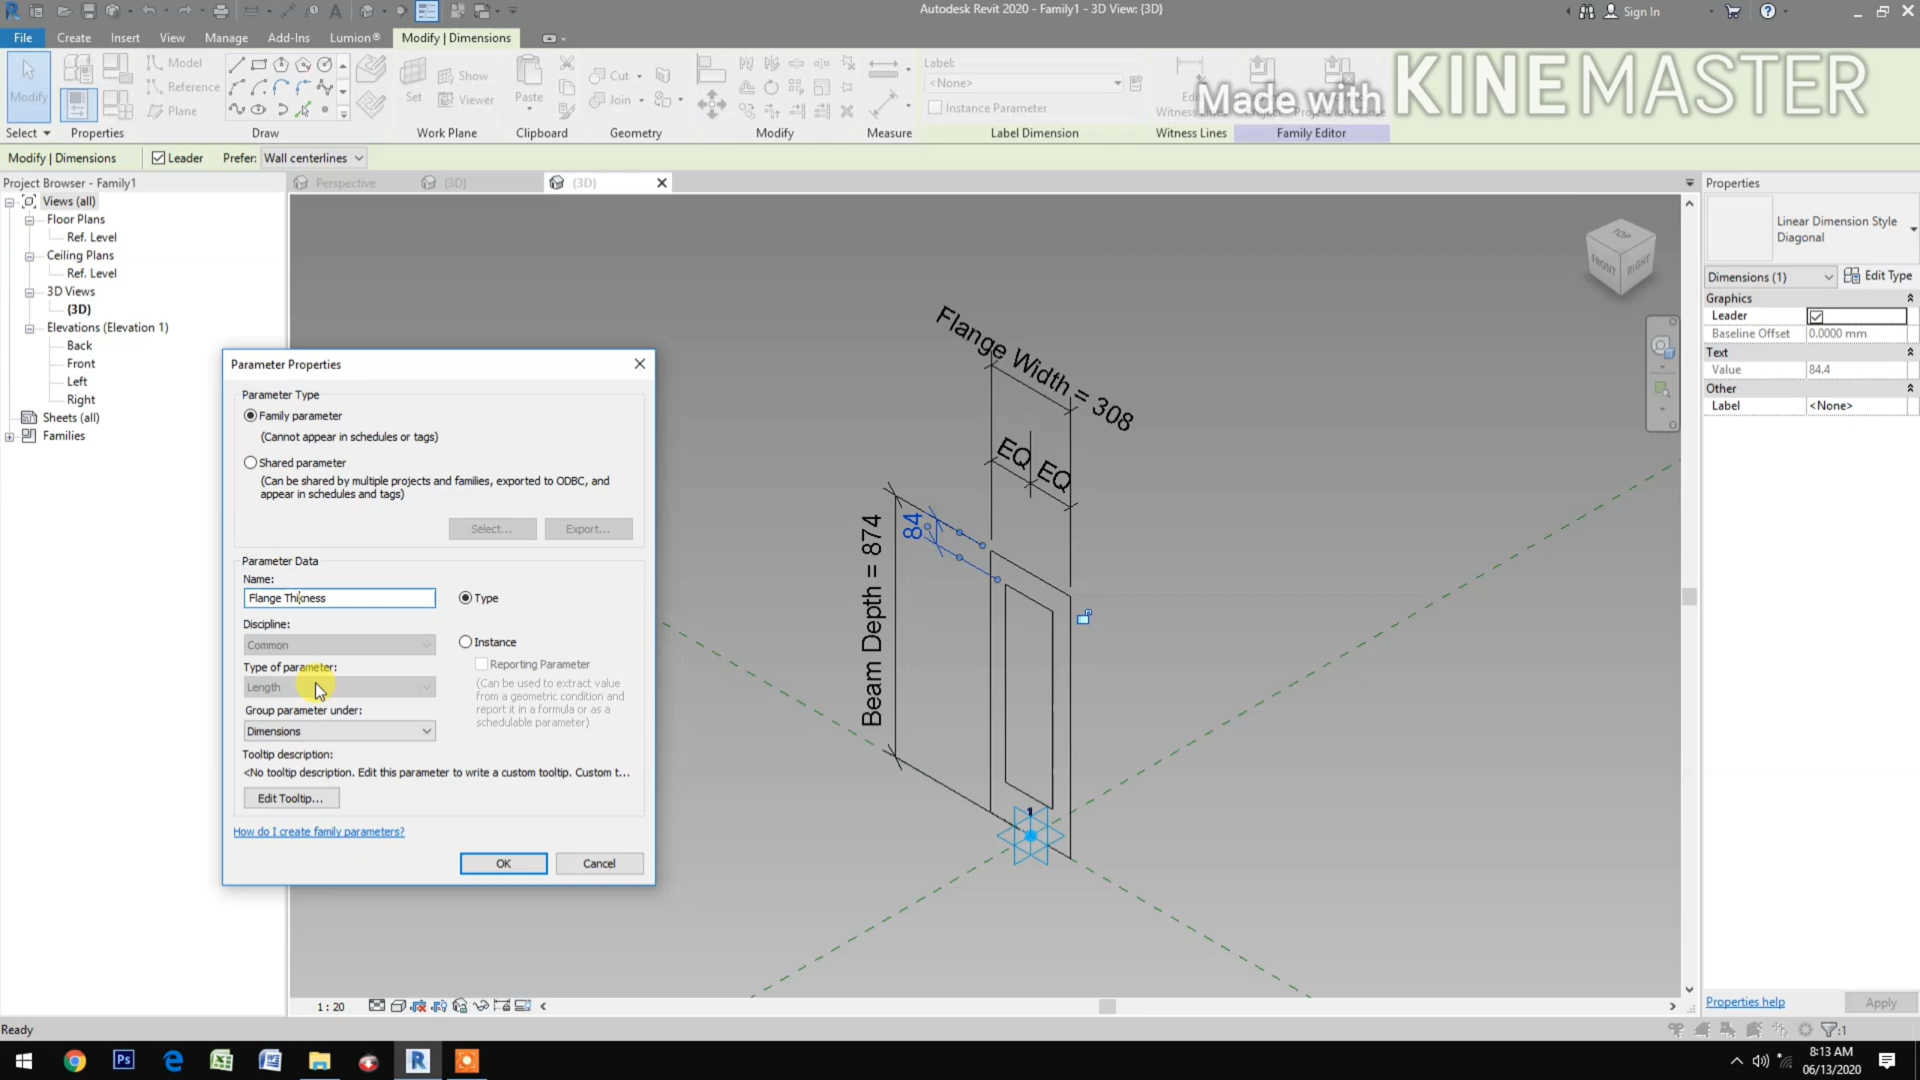 Autodesk Revit 2020 - Family1 - 3D View: {3D}
Sign In
File Create Insert View Manage Add-Ins Lumion® Modify | Dimensions
Modify
Model
Reference
Plane
Set
Show
Viewer
Paste
Cut
Join
Label:
<None>
Instance Parameter
Made with KINEMASTER
Select Properties Draw Work Plane Clipboard Geometry Modify Measure Label Dimension Witness Lines Family Editor
Modify | Dimensions Leader Prefer: Wall centerlines
Project Browser - Family1
Perspective {3D} {3D}
Views (all)
Floor Plans
Ref. Level
Ceiling Plans
Ref. Level
3D Views
{3D}
Elevations (Elevation 1)
Back
Front
Left
Right
Sheets (all)
Families
Parameter Properties
Parameter Type
Family parameter
(Cannot appear in schedules or tags)
Shared parameter
(Can be shared by multiple projects and families, exported to ODBC, and
appear in schedules and tags)
Select... Export...
Parameter Data
Name:
Flange Thikness
Type
Discipline:
Common
Instance
Type of parameter:
Length
Reporting Parameter
(Can be used to extract value
from a geometric condition and
report it in a formula or as a
schedulable parameter)
Group parameter under:
Dimensions
Tooltip description:
<No tooltip description. Edit this parameter to write a custom tooltip. Custom t...
Edit Tooltip...
How do I create family parameters?
OK Cancel
Flange Width = 308
EQ EQ
84
Beam Depth = 874
1
TOP
FRONT RIGHT
Properties
Linear Dimension Style
Diagonal
Dimensions (1) Edit Type
Graphics
Leader
Baseline Offset 0.0000 mm
Text
Value 84.4
Other
Label <None>
Properties help Apply
1 : 20
Ready
:1
8:13 AM
06/13/2020